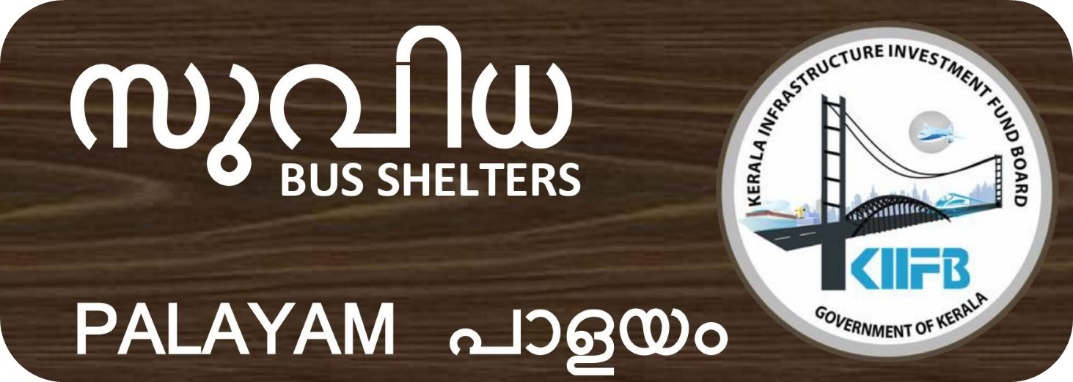 സുവിധ
BUS SHELTERS
PALAYAM പാളയം
KERALA INFRASTRUCTURE INVESTMENT FUND BOARD
KIIFB
GOVERNMENT OF KERALA